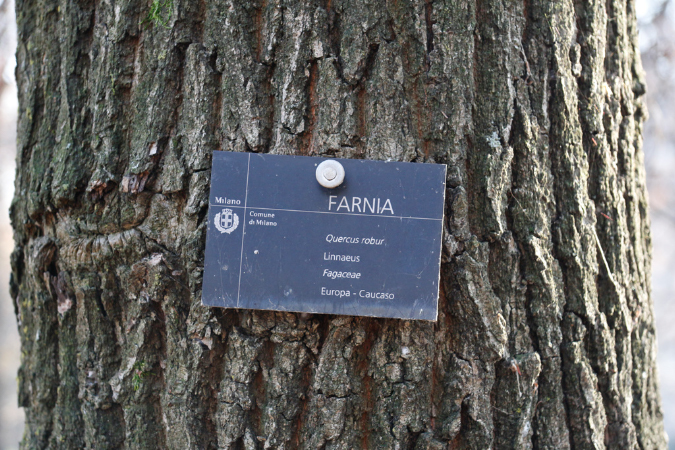 Milano
FARNIA
Comune
di Milano
Quercus robur
Linnaeus
Fagaceae
Europa - Caucaso